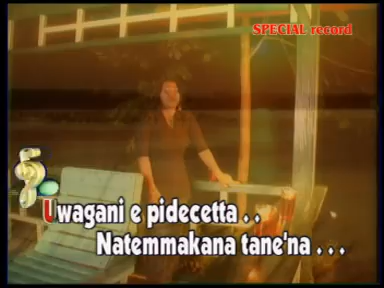 SPECIAL record
Uwagani e pidecetta . .
Natemmakana tane'na . . .